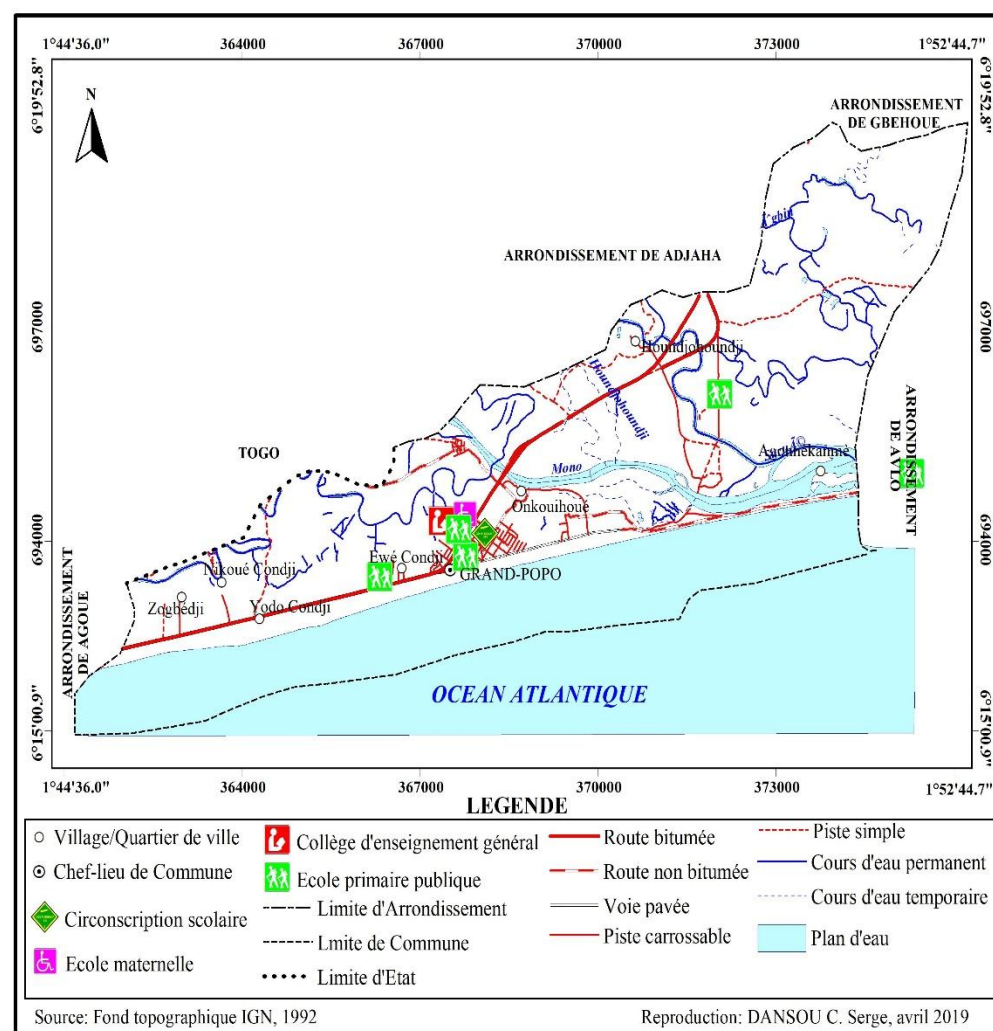 1°44'36.0" 364000 367000 370000 373000 1°52'44.7"
6°19'52.8"
6°19'52.8"
N
ARRONDISSEMENT
DE GBEHOUE
ARRONDISSEMENT DE ADJAHA
697000
697000
Houndjohoundji
Houndjohoundji
TOGO
Mono
ARRONDISSEMENT
DE AVLO
Onkouihoué
694000
694000
Ewé Condji
GRAND-POPO
Nikoué Condji
Zogbédji
Yodo Condji
ARRONDISSEMENT
DE AGOUE
OCEAN ATLANTIQUE
6°15'00.9"
6°15'00.9"
1°44'36.0" 364000 367000 370000 373000 1°52'44.7"
LEGENDE
Village/Quartier de ville
Chef-lieu de Commune
Circonscription scolaire
Ecole maternelle
Collège d'enseignement général
Ecole primaire publique
Limite d'Arrondissement
Lmite de Commune
Limite d'Etat
Route bitumée
Route non bitumée
Voie pavée
Piste carrossable
Piste simple
Cours d'eau permanent
Cours d'eau temporaire
Plan d'eau
Source: Fond topographique IGN, 1992
Reproduction: DANSOU C. Serge, avril 2019